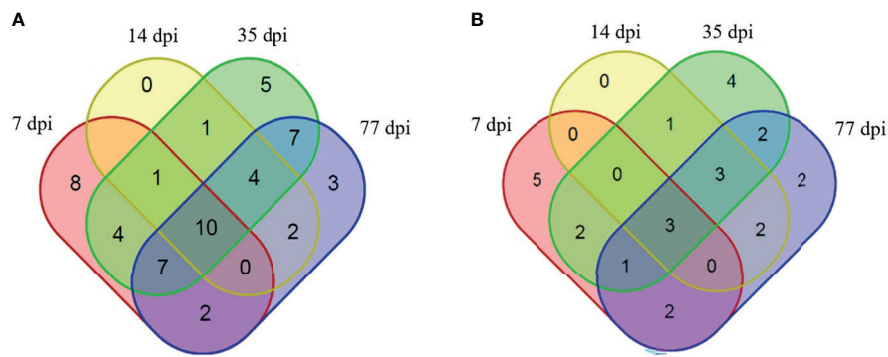 A
B
14 dpi 35 dpi
14 dpi 35 dpi
7 dpi
77 dpi
7 dpi
77 dpi
0 5
1 7
8 1 4 3
4 10 2
7 0
2
0 4
0 1 2
5 0 3 2
2 3 2
1 0
2